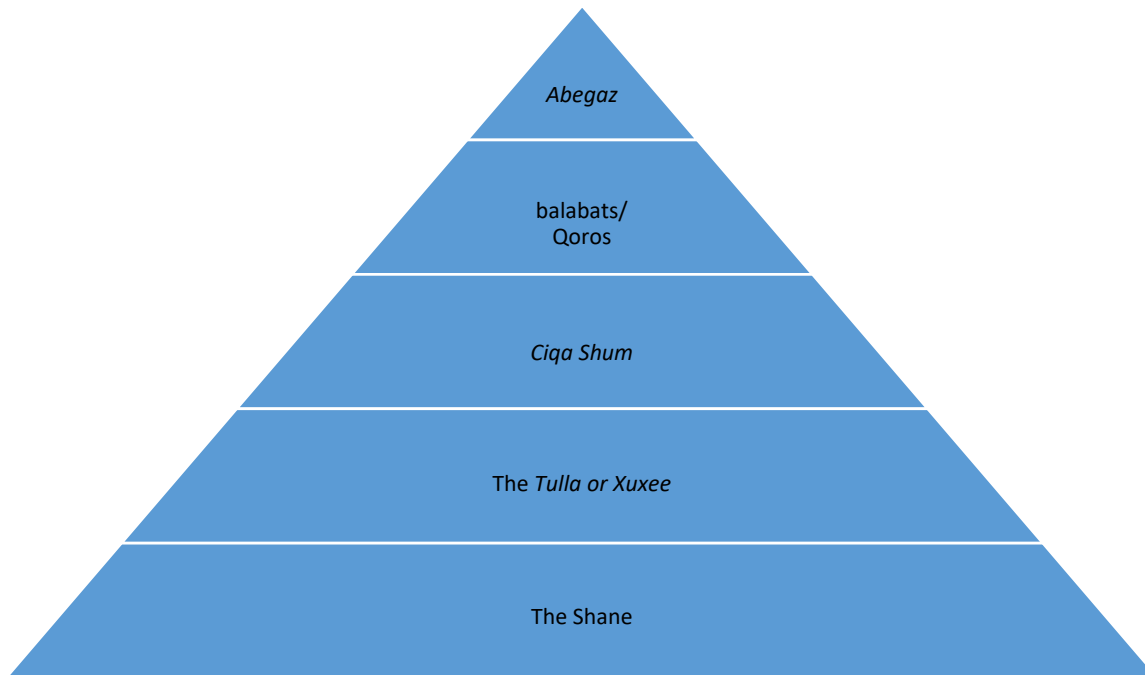 Abegaz
balabats/
Qoros
Ciqa Shum
The Tulla or Xuxee
The Shane